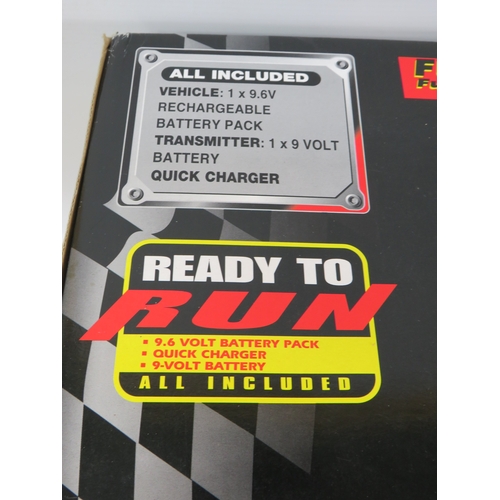 ALL INCLUDED
VEHICLE: 1 x 9.6V
RECHARGEABLE
BATTERY PACK
TRANSMITTER: 1 x 9 VOLT
BATTERY
QUICK CHARGER
READY TO
RUN
▪ 9.6 VOLT BATTERY PACK
▪ QUICK CHARGER
▪ 9-VOLT BATTERY
ALL INCLUDED